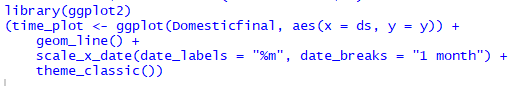 library(ggplot2)
(time_plot <- ggplot(Domesticfinal, aes(x = ds, y = y)) +
    geom_line() +
    scale_x_date(date_labels = "%m", date_breaks = "1 month") +
    theme_classic())